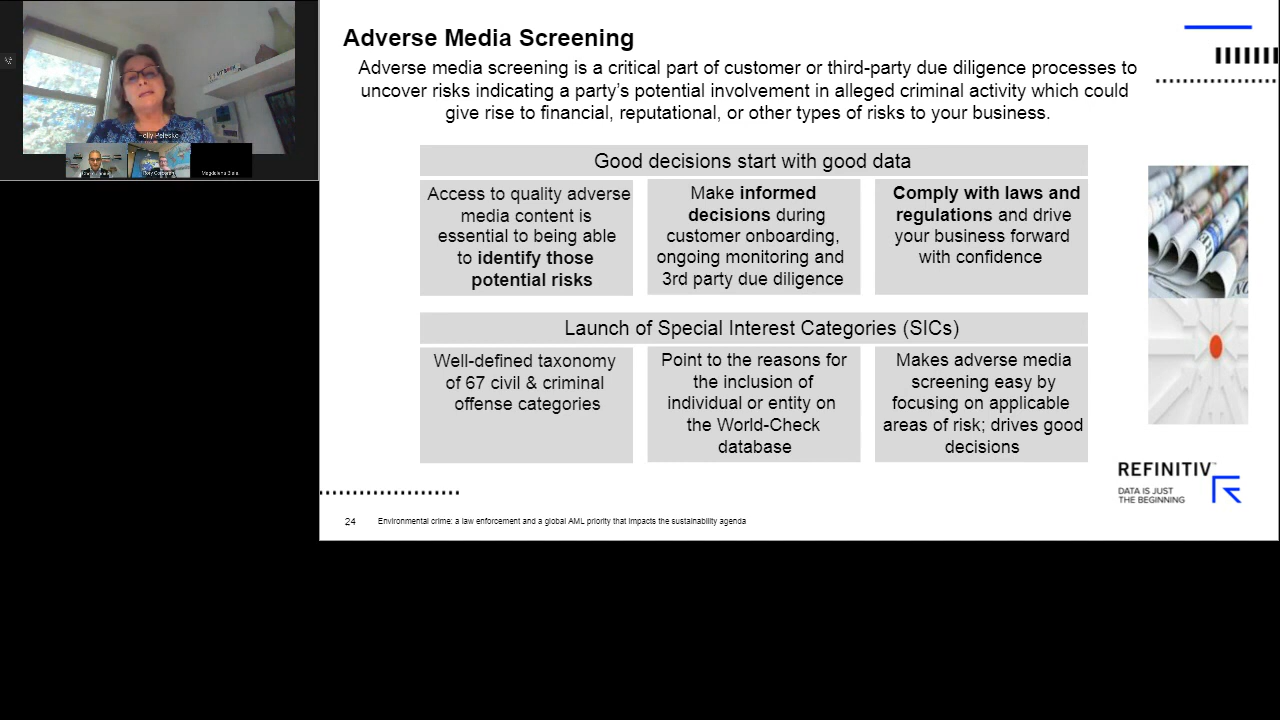 Adverse Media Screening
Adverse media screening is a critical part of customer or third-party due diligence processes to
uncover risks indicating a party's potential involvement in alleged criminal activity which could
give rise to financial, reputational, or other types of risks to your business.
Good decisions start with good data
Access to quality adverse
media content is
essential to being able
to identify those
potential risks
Make informed
decisions during
customer onboarding,
ongoing monitoring and
3rd party due diligence
Comply with laws and
regulations and drive
your business forward
with confidence
Launch of Special Interest Categories (SICs)
Well-defined taxonomy
of 67 civil & criminal
offense categories
Point to the reasons for
the inclusion of
individual or entity on
the World-Check
database
Makes adverse media
screening easy by
focusing on applicable
areas of risk; drives good
decisions
REFINITIV
DATA IS JUST
THE BEGINNING
24
Environmental crime: a law enforcement and a global AML priority that impacts the sustainability agenda